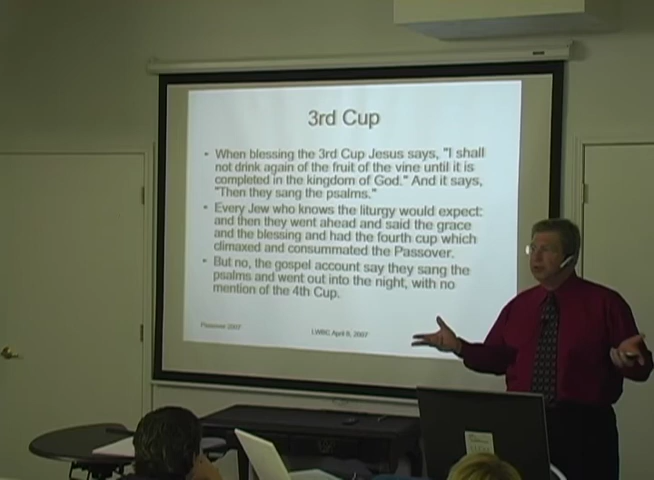 3rd Cup
- When blessing the 3rd Cup Jesus says, "I shall
not drink again of the fruit of the vine until it is
completed in the kingdom of God." And it says,
"Then they sang the psalms."
- Every Jew who knows the liturgy would expect:
and then they went ahead and said the grace
and the blessing and had the fourth cup which
climaxed and consummated the Passover.
- But no, the gospel account say they sang the
psalms and went out into the night, with no
mention of the 4th Cup.
Passover 2007
LWBC April 6, 2007